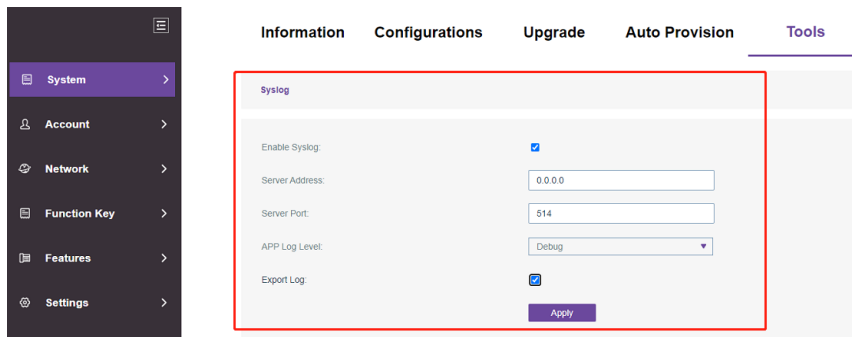 Information Configurations Upgrade Auto Provision Tools
System
Account
Network
Function Key
Features
Settings
Syslog
Enable Syslog:
Server Address: 0.0.0.0
Server Port: 514
APP Log Level: Debug
Export Log:
Apply